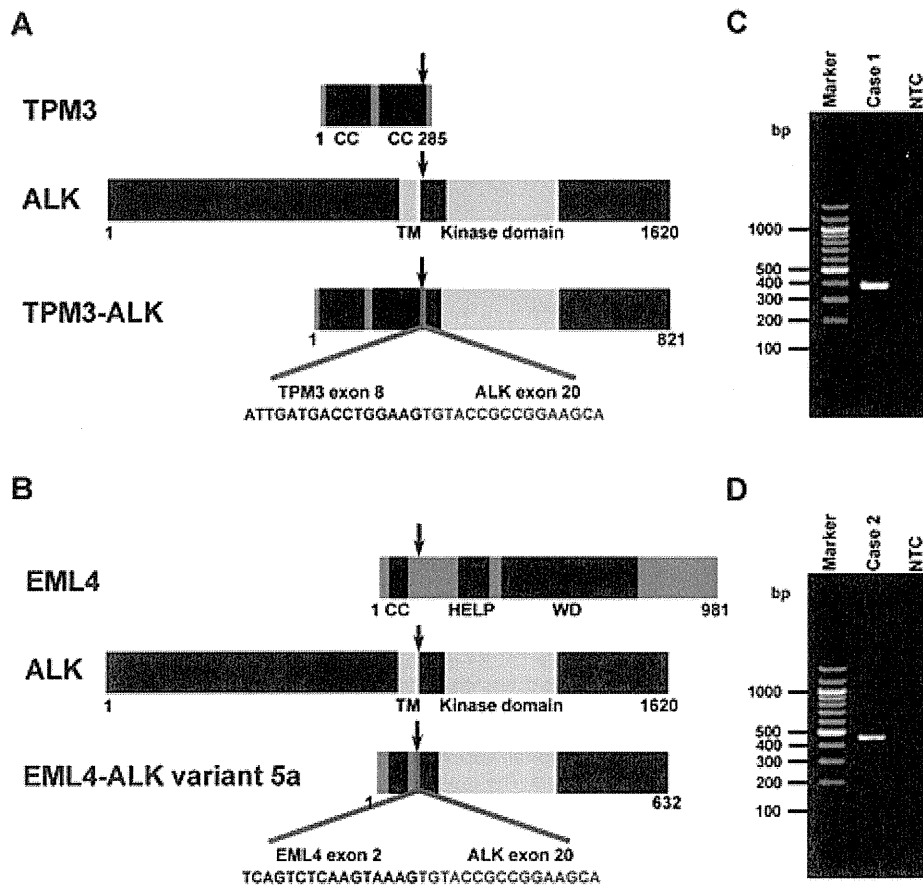 A
TPM3
1 CC CC 285
ALK
1 TM Kinase domain 1620
TPM3-ALK
1 821
TPM3 exon 8 ALK exon 20
ATTGATGACCTGGAAGTGTACCGCCGGAAGCA
B
EML4
1 CC HELP WD 981
ALK
1 TM Kinase domain 1620
EML4-ALK variant 5a
1 632
EML4 exon 2 ALK exon 20
TCAGTCTCAAGTAAAGTGTACCGCCGGAAGCA
C
Marker
Case 1
NTC
bp
1000
500
400
300
200
100
D
Marker
Case 2
NTC
bp
1000
500
400
300
200
100